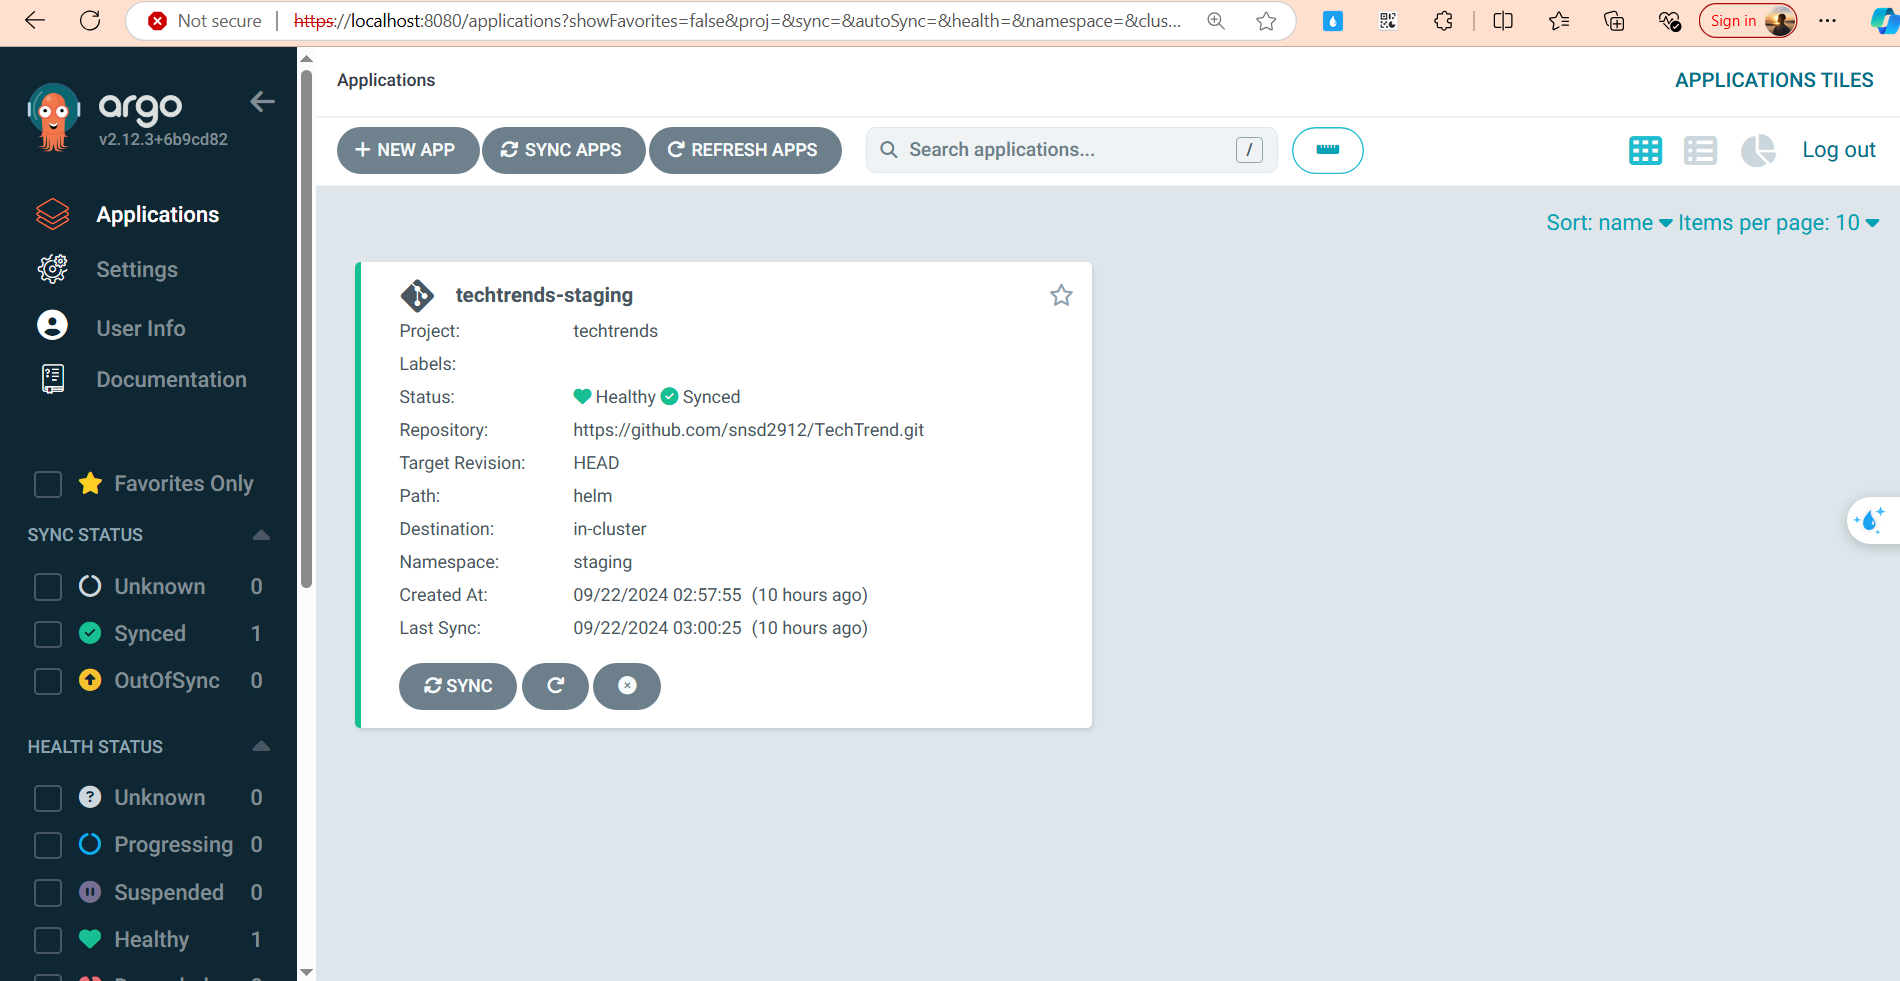 Not secure | https://localhost:8080/applications?showFavorites=false&proj=&sync=&autoSync=&health=&namespace=&clus...
Sign in
argo
v2.12.3+6b9cd82
Applications
Settings
User Info
Documentation
Favorites Only
SYNC STATUS
Unknown 0
Synced 1
OutOfSync 0
HEALTH STATUS
Unknown 0
Progressing 0
Suspended 0
Healthy 1
Applications
APPLICATIONS TILES
+ NEW APP
SYNC APPS
REFRESH APPS
Search applications...
/
Log out
Sort: name
Items per page: 10
techtrends-staging
Project: techtrends
Labels:
Status: Healthy Synced
Repository: https://github.com/snsd2912/TechTrend.git
Target Revision: HEAD
Path: helm
Destination: in-cluster
Namespace: staging
Created At: 09/22/2024 02:57:55 (10 hours ago)
Last Sync: 09/22/2024 03:00:25 (10 hours ago)
SYNC